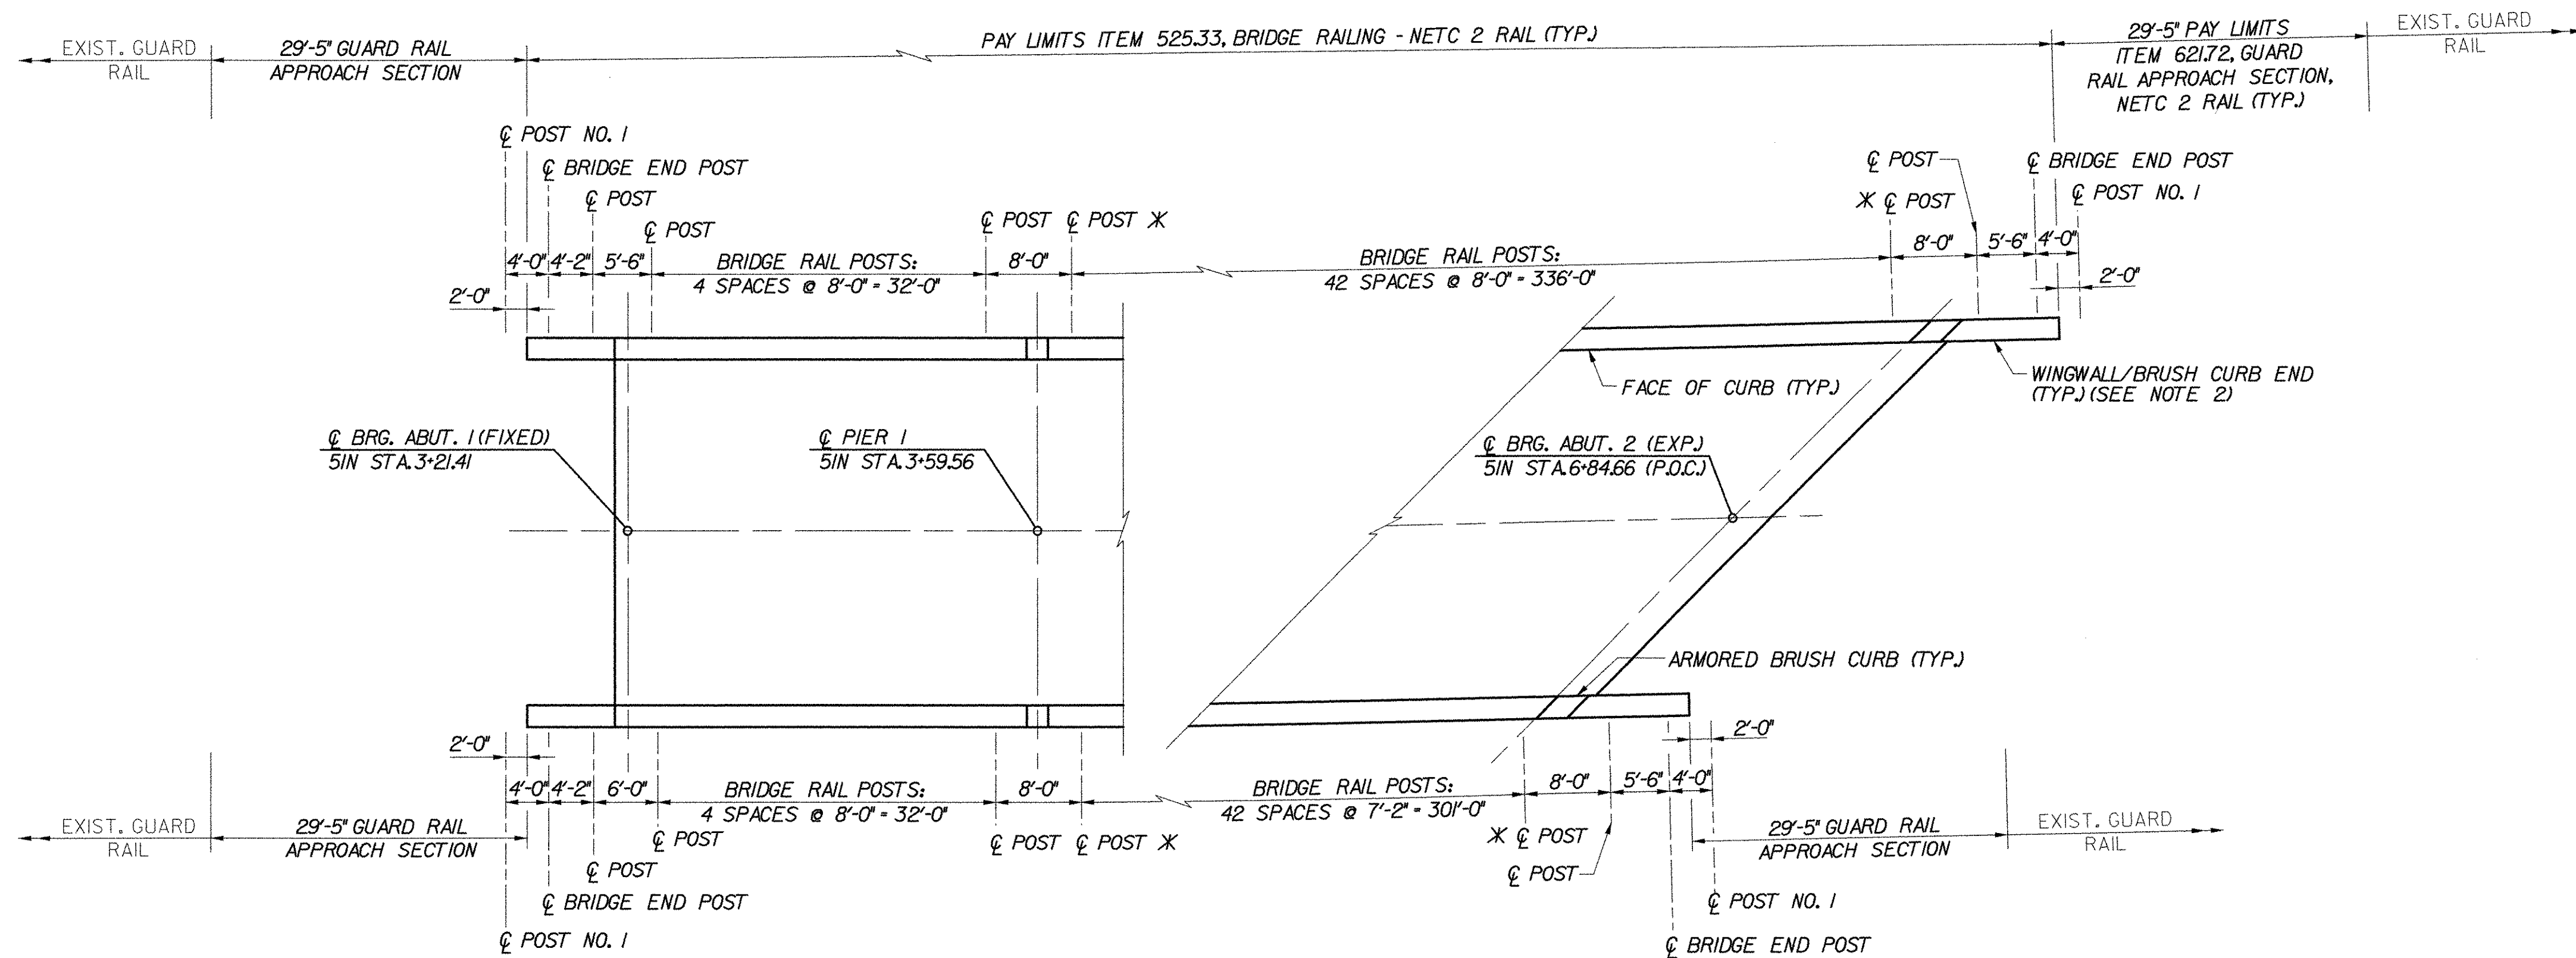 EXIST. GUARD
RAIL
29'-5" GUARD RAIL
APPROACH SECTION
PAY LIMITS ITEM 525.33, BRIDGE RAILING - NETC 2 RAIL (TYP.)
29'-5" PAY LIMITS
ITEM 621.72, GUARD
RAIL APPROACH SECTION,
NETC 2 RAIL (TYP.)
EXIST. GUARD
RAIL
℄ POST NO. 1
℄ BRIDGE END POST
℄ POST
℄ POST
℄ POST
℄ POST Ж
℄ POST
Ж ℄ POST
℄ BRIDGE END POST
℄ POST NO. 1
4'-0"
4'-2"
5'-6"
BRIDGE RAIL POSTS:
4 SPACES @ 8'-0" = 32'-0"
8'-0"
BRIDGE RAIL POSTS:
42 SPACES @ 8'-0" = 336'-0"
8'-0"
5'-6"
4'-0"
2'-0"
2'-0"
FACE OF CURB (TYP.)
WINGWALL/BRUSH CURB END
(TYP.) (SEE NOTE 2)
℄ BRG. ABUT. 1 (FIXED)
51N STA. 3+21.41
℄ PIER 1
51N STA. 3+59.56
℄ BRG. ABUT. 2 (EXP.)
51N STA. 6+84.66 (P.O.C.)
ARMORED BRUSH CURB (TYP.)
2'-0"
2'-0"
4'-0"
4'-2"
6'-0"
BRIDGE RAIL POSTS:
4 SPACES @ 8'-0" = 32'-0"
8'-0"
BRIDGE RAIL POSTS:
42 SPACES @ 7'-2" = 301'-0"
8'-0"
5'-6"
4'-0"
EXIST. GUARD
RAIL
29'-5" GUARD RAIL
APPROACH SECTION
℄ POST
℄ POST
℄ POST Ж
Ж ℄ POST
29'-5" GUARD RAIL
APPROACH SECTION
EXIST. GUARD
RAIL
℄ POST
℄ POST
℄ BRIDGE END POST
℄ POST NO. 1
℄ POST NO. 1
℄ BRIDGE END POST